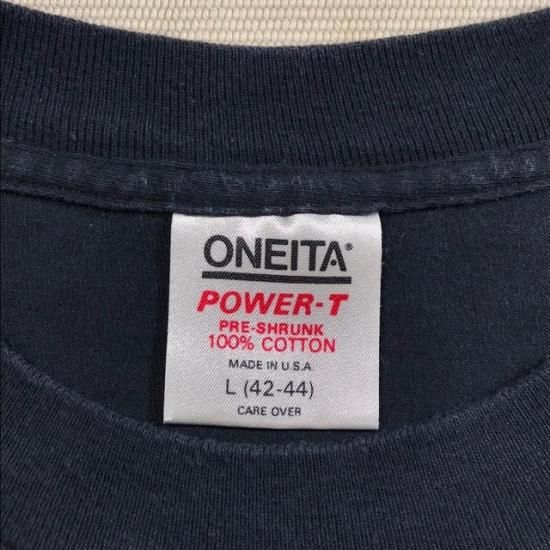 ONEITA®
POWER-T
PRE-SHRUNK
100% COTTON
MADE IN U.S.A.
L (42-44)
CARE OVER